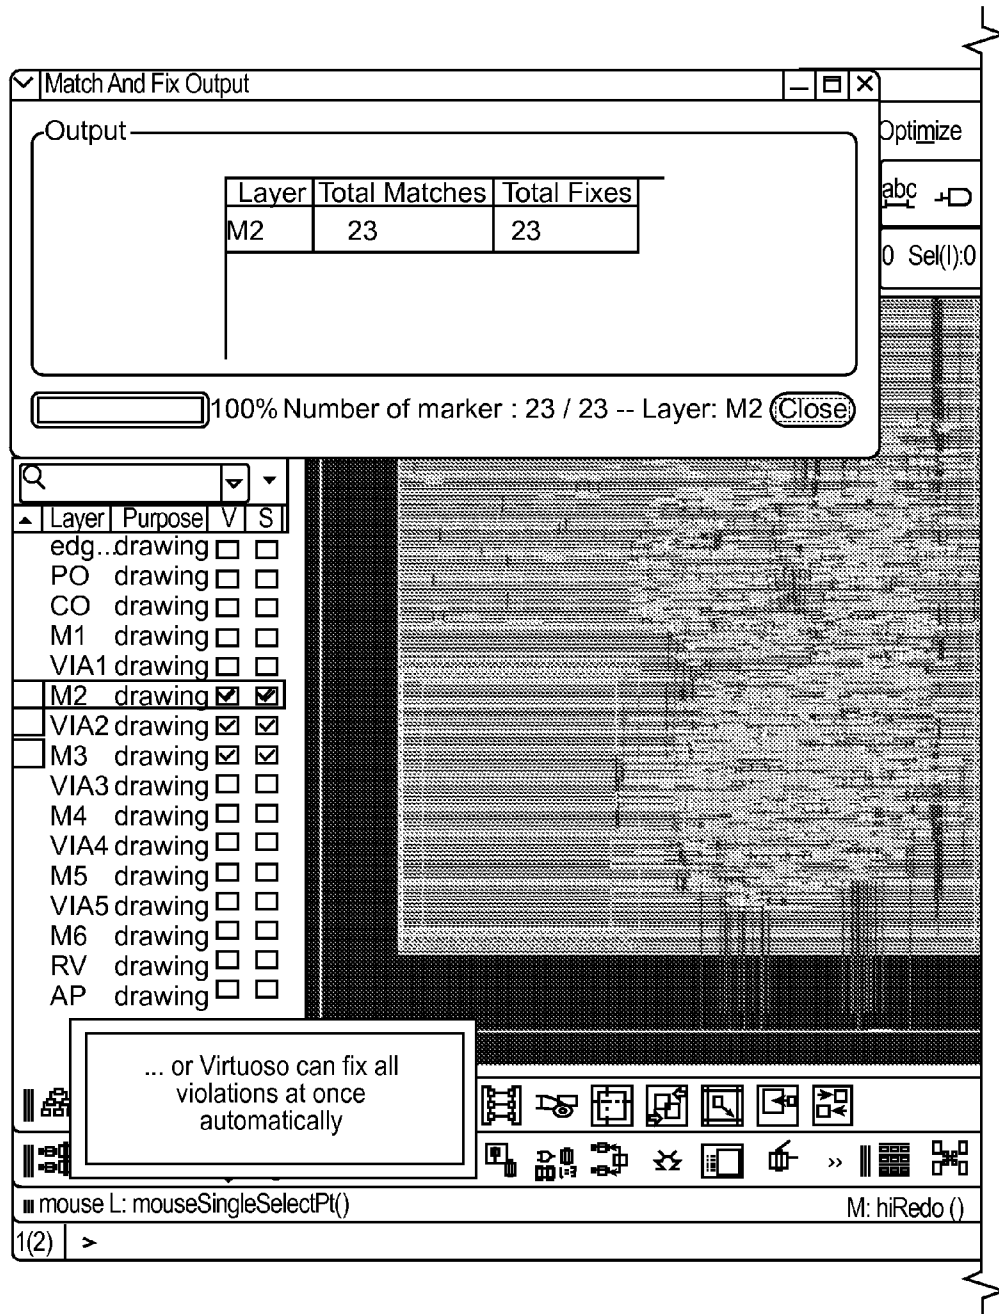 Match And Fix Output
Optimize
Output
Layer Total Matches Total Fixes
M2 23 23
abc
0 Sel(I):0
100% Number of marker : 23 / 23 -- Layer: M2 Close
Layer Purpose V S
edg...drawing
PO drawing
CO drawing
M1 drawing
VIA1 drawing
M2 drawing
VIA2 drawing
M3 drawing
VIA3 drawing
M4 drawing
VIA4 drawing
M5 drawing
VIA5 drawing
M6 drawing
RV drawing
AP drawing
... or Virtuoso can fix all
violations at once
automatically
mouse L: mouseSingleSelectPt()
M: hiRedo ()
1(2) >